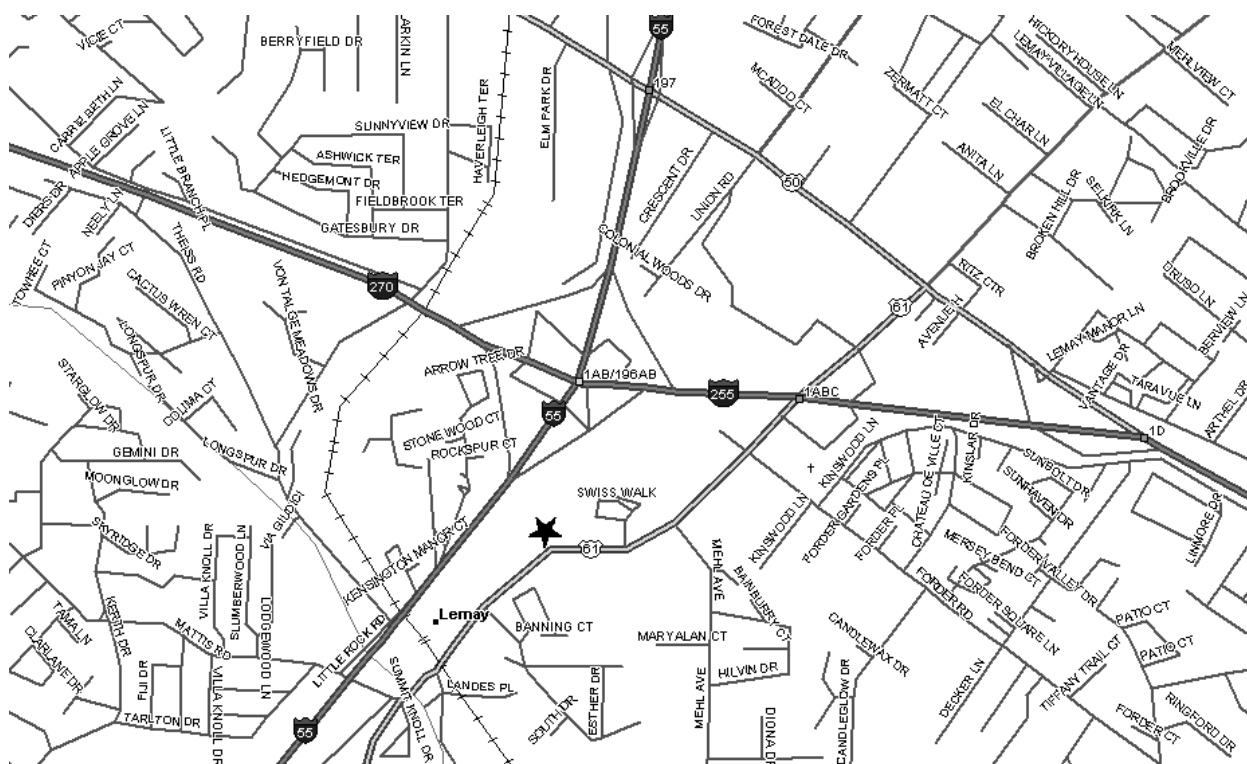 VICIE CT
BERRYFIELD DR
LARKIN LN
55
FOREST DALE DR
HICKORY HOUSE LN
LEMAY VILLAGE LN
MEHLVIEW CT
CARRIE BETH LN
APPLE GROVE LN
LITTLE BRANCH PL
SUNNYVIEW DR
HAVERLEIGH TER
ELM PARK DR
197
MCADOO CT
ZERMATT CT
EL CHAR LN
ANITA LN
BROOKVILLE DR
ASHWICK TER
HEDGEMONT DR
FIELDBROOK TER
GATESBURY DR
CRESCENT DR
UNION RD
50
BROKEN HILL DR
SELKIRK LN
DIERS DR
NEELY LN
THEISS RD
COLONIAL WOODS DR
TOWHEE CT
PINYON JAY CT
CACTUS WREN CT
LONGSPUR DR
VON TALGE MEADOWS DR
270
RITZ CTR
AVENUE H
61
DRUSO LN
BERVIEW LN
LEMAY MANOR LN
VANTAGE DR
TARAVUE LN
ARTHEL DR
ARROW TREE DR
1AB/196AB
255
1ABC
1D
55
STARGLOW DR
COLIMA CT
STONE WOOD CT
ROCKSPUR CT
GEMINI DR
LONGSPUR DR
MOONGLOW DR
SKYRIDGE DR
VIA GIUDICI
SWISS WALK
61
KINSWOOD LN
KINSWOOD LN
FORDER GARDENS PL
FORDER PL
CHATEAU DE VILLE CT
KINSLAR DR
SUNBOLT DR
SUNHAVEN DR
LINMORE DR
MERSEY BEND CT
FORDER VALLEY DR
FORDER RD
FORDER SQUARE LN
KENSINGTON MANOR CT
VILLA KNOLL DR
SLUMBERWOOD LN
LODGEWOOD LN
MEHL AVE
BAINBURRY CT
Lemay
BANNING CT
MARYALAN CT
HILVIN DR
CANDLEWAX DR
PATIO CT
PATIO CT
TAMA LN
CLARLANE DR
KERTH DR
MATTIS RD
FIJI DR
TARLTON DR
VILLA KNOLL DR
LITTLE ROCK RD
55
SUMMIT KNOLL DR
LANDES PL
SOUTH DR
ESTHER DR
MEHL AVE
DIONA DR
CANDLEGLOW DR
DECKER LN
TIFFANY TRAIL CT
FORDER CT
RINGFORD DR